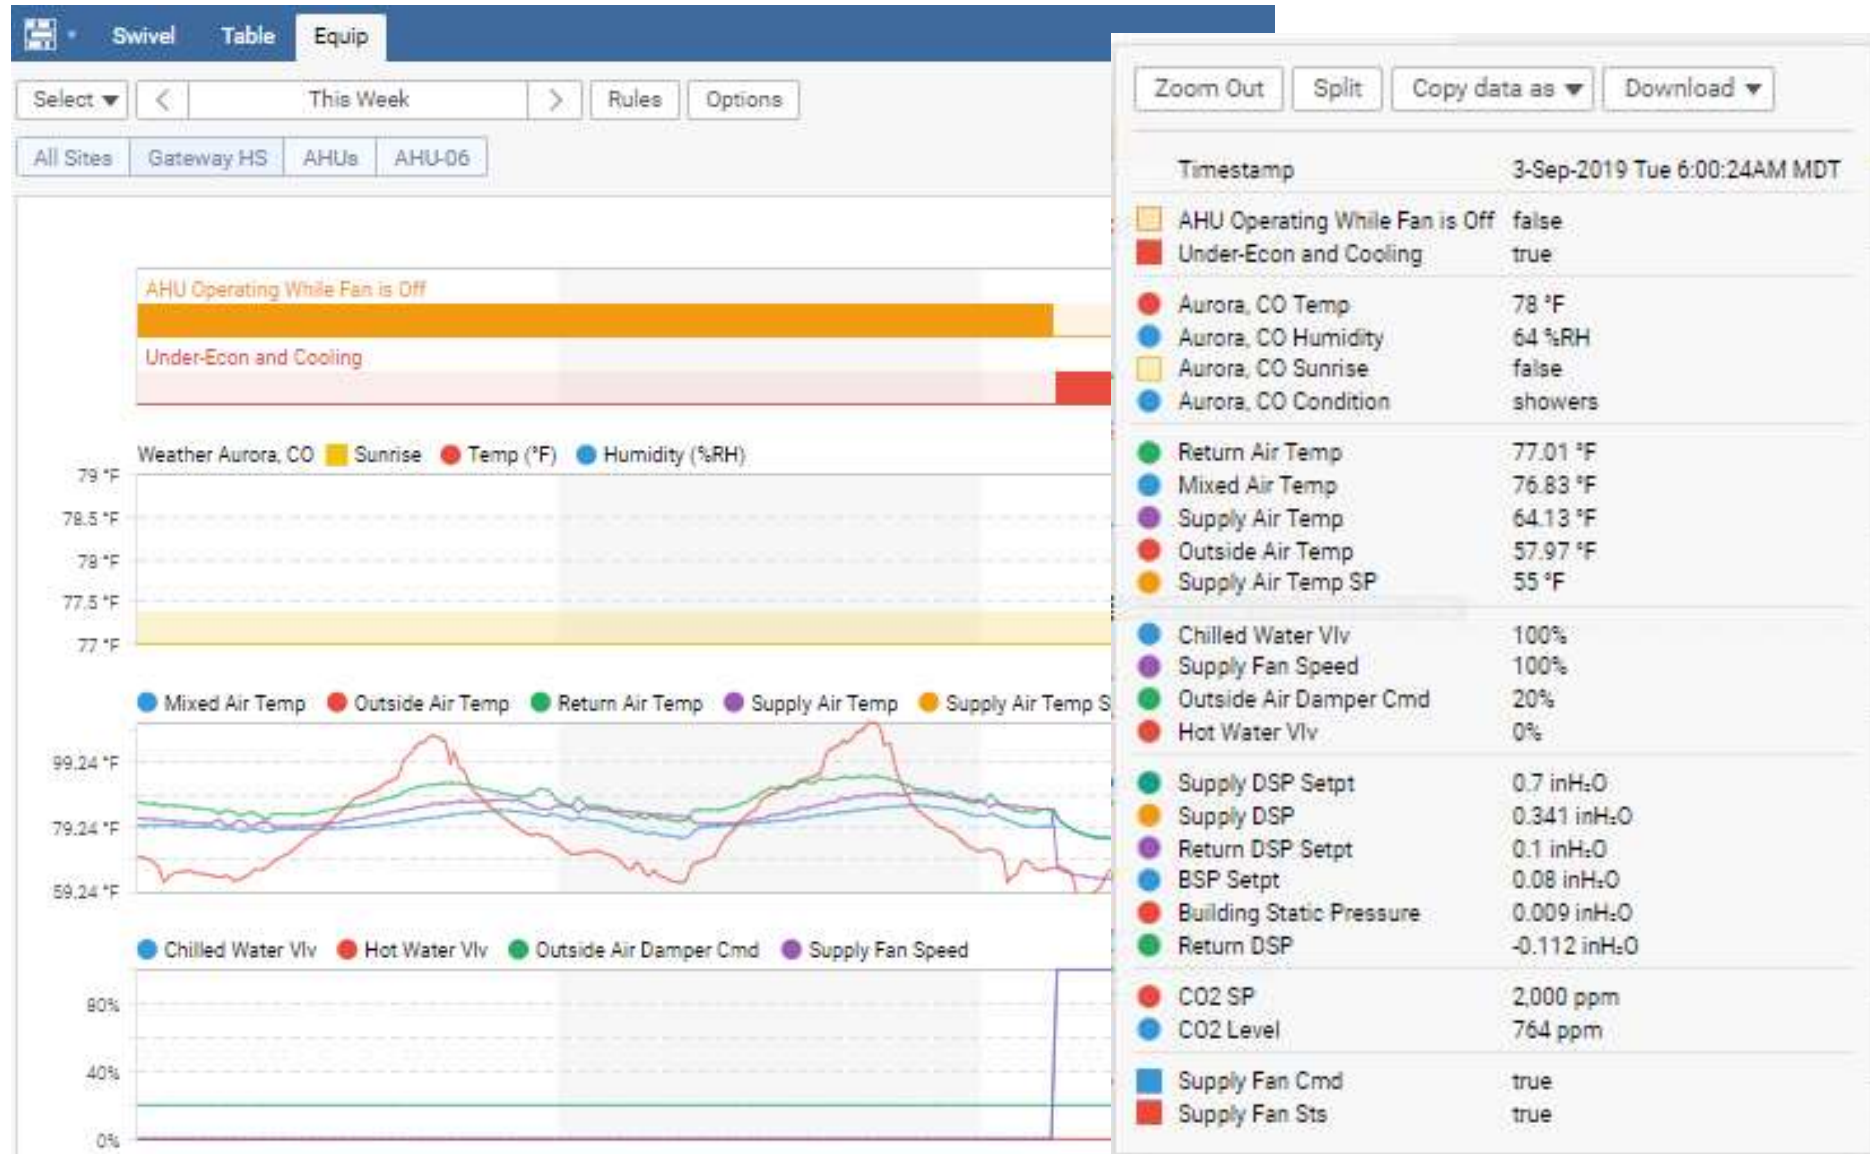 Swivel Table Equip
Select This Week Rules Options
All Sites Gateway HS AHUs AHU-06
AHU Operating While Fan is Off
Under-Econ and Cooling
Weather Aurora, CO Sunrise Temp (°F) Humidity (%RH)
79 °F
78.5 °F
78 °F
77.5 °F
77 °F
Mixed Air Temp Outside Air Temp Return Air Temp Supply Air Temp Supply Air Temp S
99.24 °F
79.24 °F
59.24 °F
Chilled Water Vlv Hot Water Vlv Outside Air Damper Cmd Supply Fan Speed
80%
40%
0%
Zoom Out Split Copy data as Download
Timestamp 3-Sep-2019 Tue 6:00:24AM MDT
AHU Operating While Fan is Off false
Under-Econ and Cooling true
Aurora, CO Temp 78 °F
Aurora, CO Humidity 64 %RH
Aurora, CO Sunrise false
Aurora, CO Condition showers
Return Air Temp 77.01 °F
Mixed Air Temp 76.83 °F
Supply Air Temp 64.13 °F
Outside Air Temp 57.97 °F
Supply Air Temp SP 55 °F
Chilled Water Vlv 100%
Supply Fan Speed 100%
Outside Air Damper Cmd 20%
Hot Water Vlv 0%
Supply DSP Setpt 0.7 inH₂O
Supply DSP 0.341 inH₂O
Return DSP Setpt 0.1 inH₂O
BSP Setpt 0.08 inH₂O
Building Static Pressure 0.009 inH₂O
Return DSP -0.112 inH₂O
CO2 SP 2,000 ppm
CO2 Level 764 ppm
Supply Fan Cmd true
Supply Fan Sts true